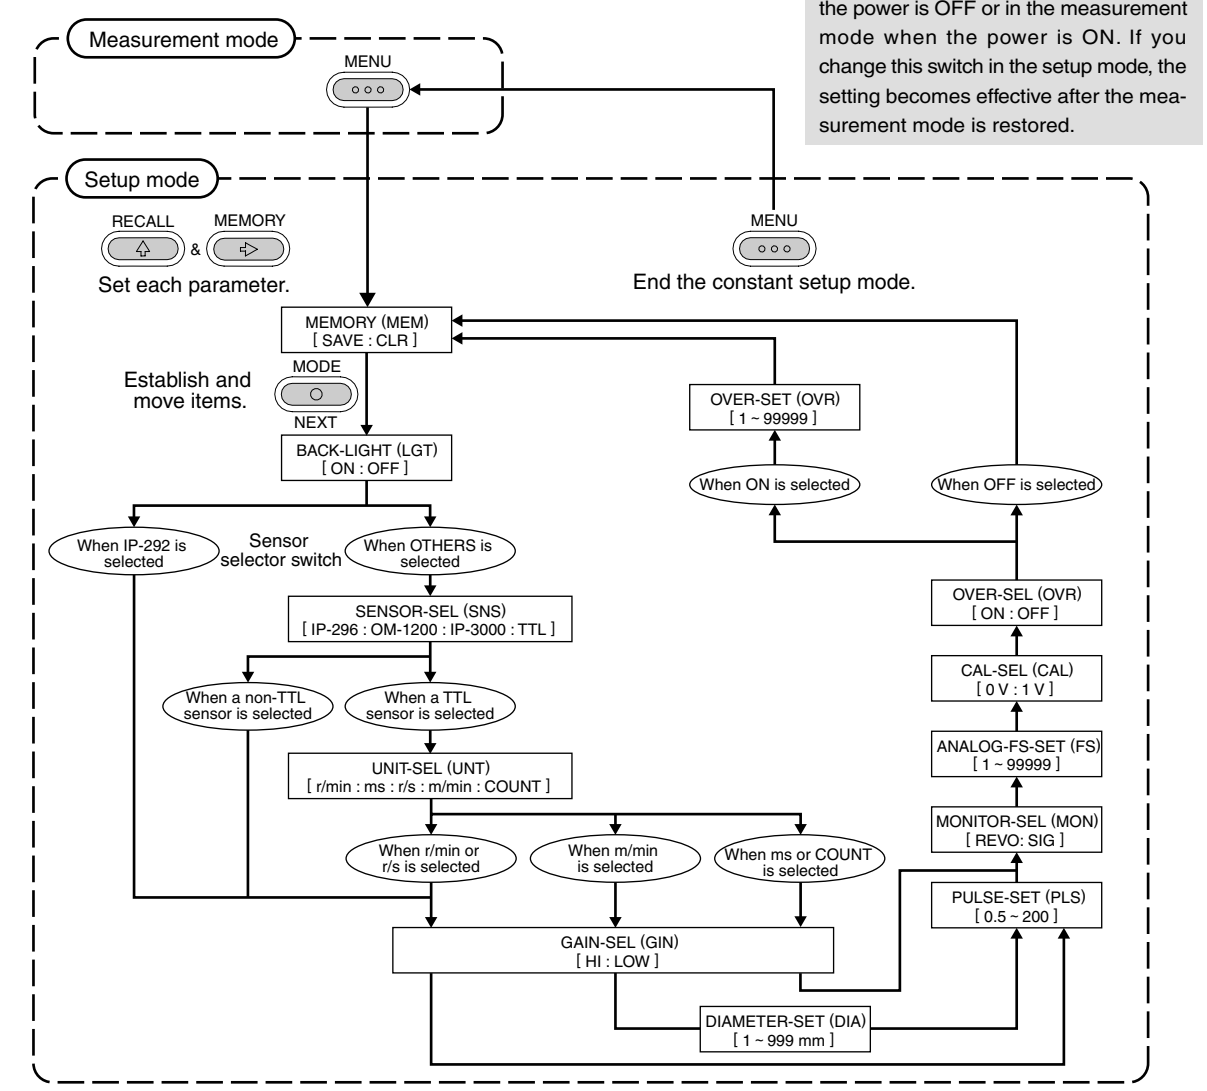 the power is OFF or in the measurement
mode when the power is ON. If you
change this switch in the setup mode, the
setting becomes effective after the mea-
surement mode is restored.
Measurement mode
MENU
Setup mode
RECALL
&
MEMORY
Set each parameter.
MENU
End the constant setup mode.
MEMORY (MEM)
[ SAVE : CLR ]
Establish and
move items.
MODE
NEXT
BACK-LIGHT (LGT)
[ ON : OFF ]
OVER-SET (OVR)
[ 1 ~ 99999 ]
When ON is selected
When OFF is selected
When IP-292 is
selected
Sensor
selector switch
When OTHERS is
selected
SENSOR-SEL (SNS)
[ IP-296 : OM-1200 : IP-3000 : TTL ]
OVER-SEL (OVR)
[ ON : OFF ]
CAL-SEL (CAL)
[ 0 V : 1 V ]
When a non-TTL
sensor is selected
When a TTL
sensor is selected
ANALOG-FS-SET (FS)
[ 1 ~ 99999 ]
UNIT-SEL (UNT)
[ r/min : ms : r/s : m/min : COUNT ]
MONITOR-SEL (MON)
[ REVO: SIG ]
When r/min or
r/s is selected
When m/min
is selected
When ms or COUNT
is selected
PULSE-SET (PLS)
[ 0.5 ~ 200 ]
GAIN-SEL (GIN)
[ HI : LOW ]
DIAMETER-SET (DIA)
[ 1 ~ 999 mm ]